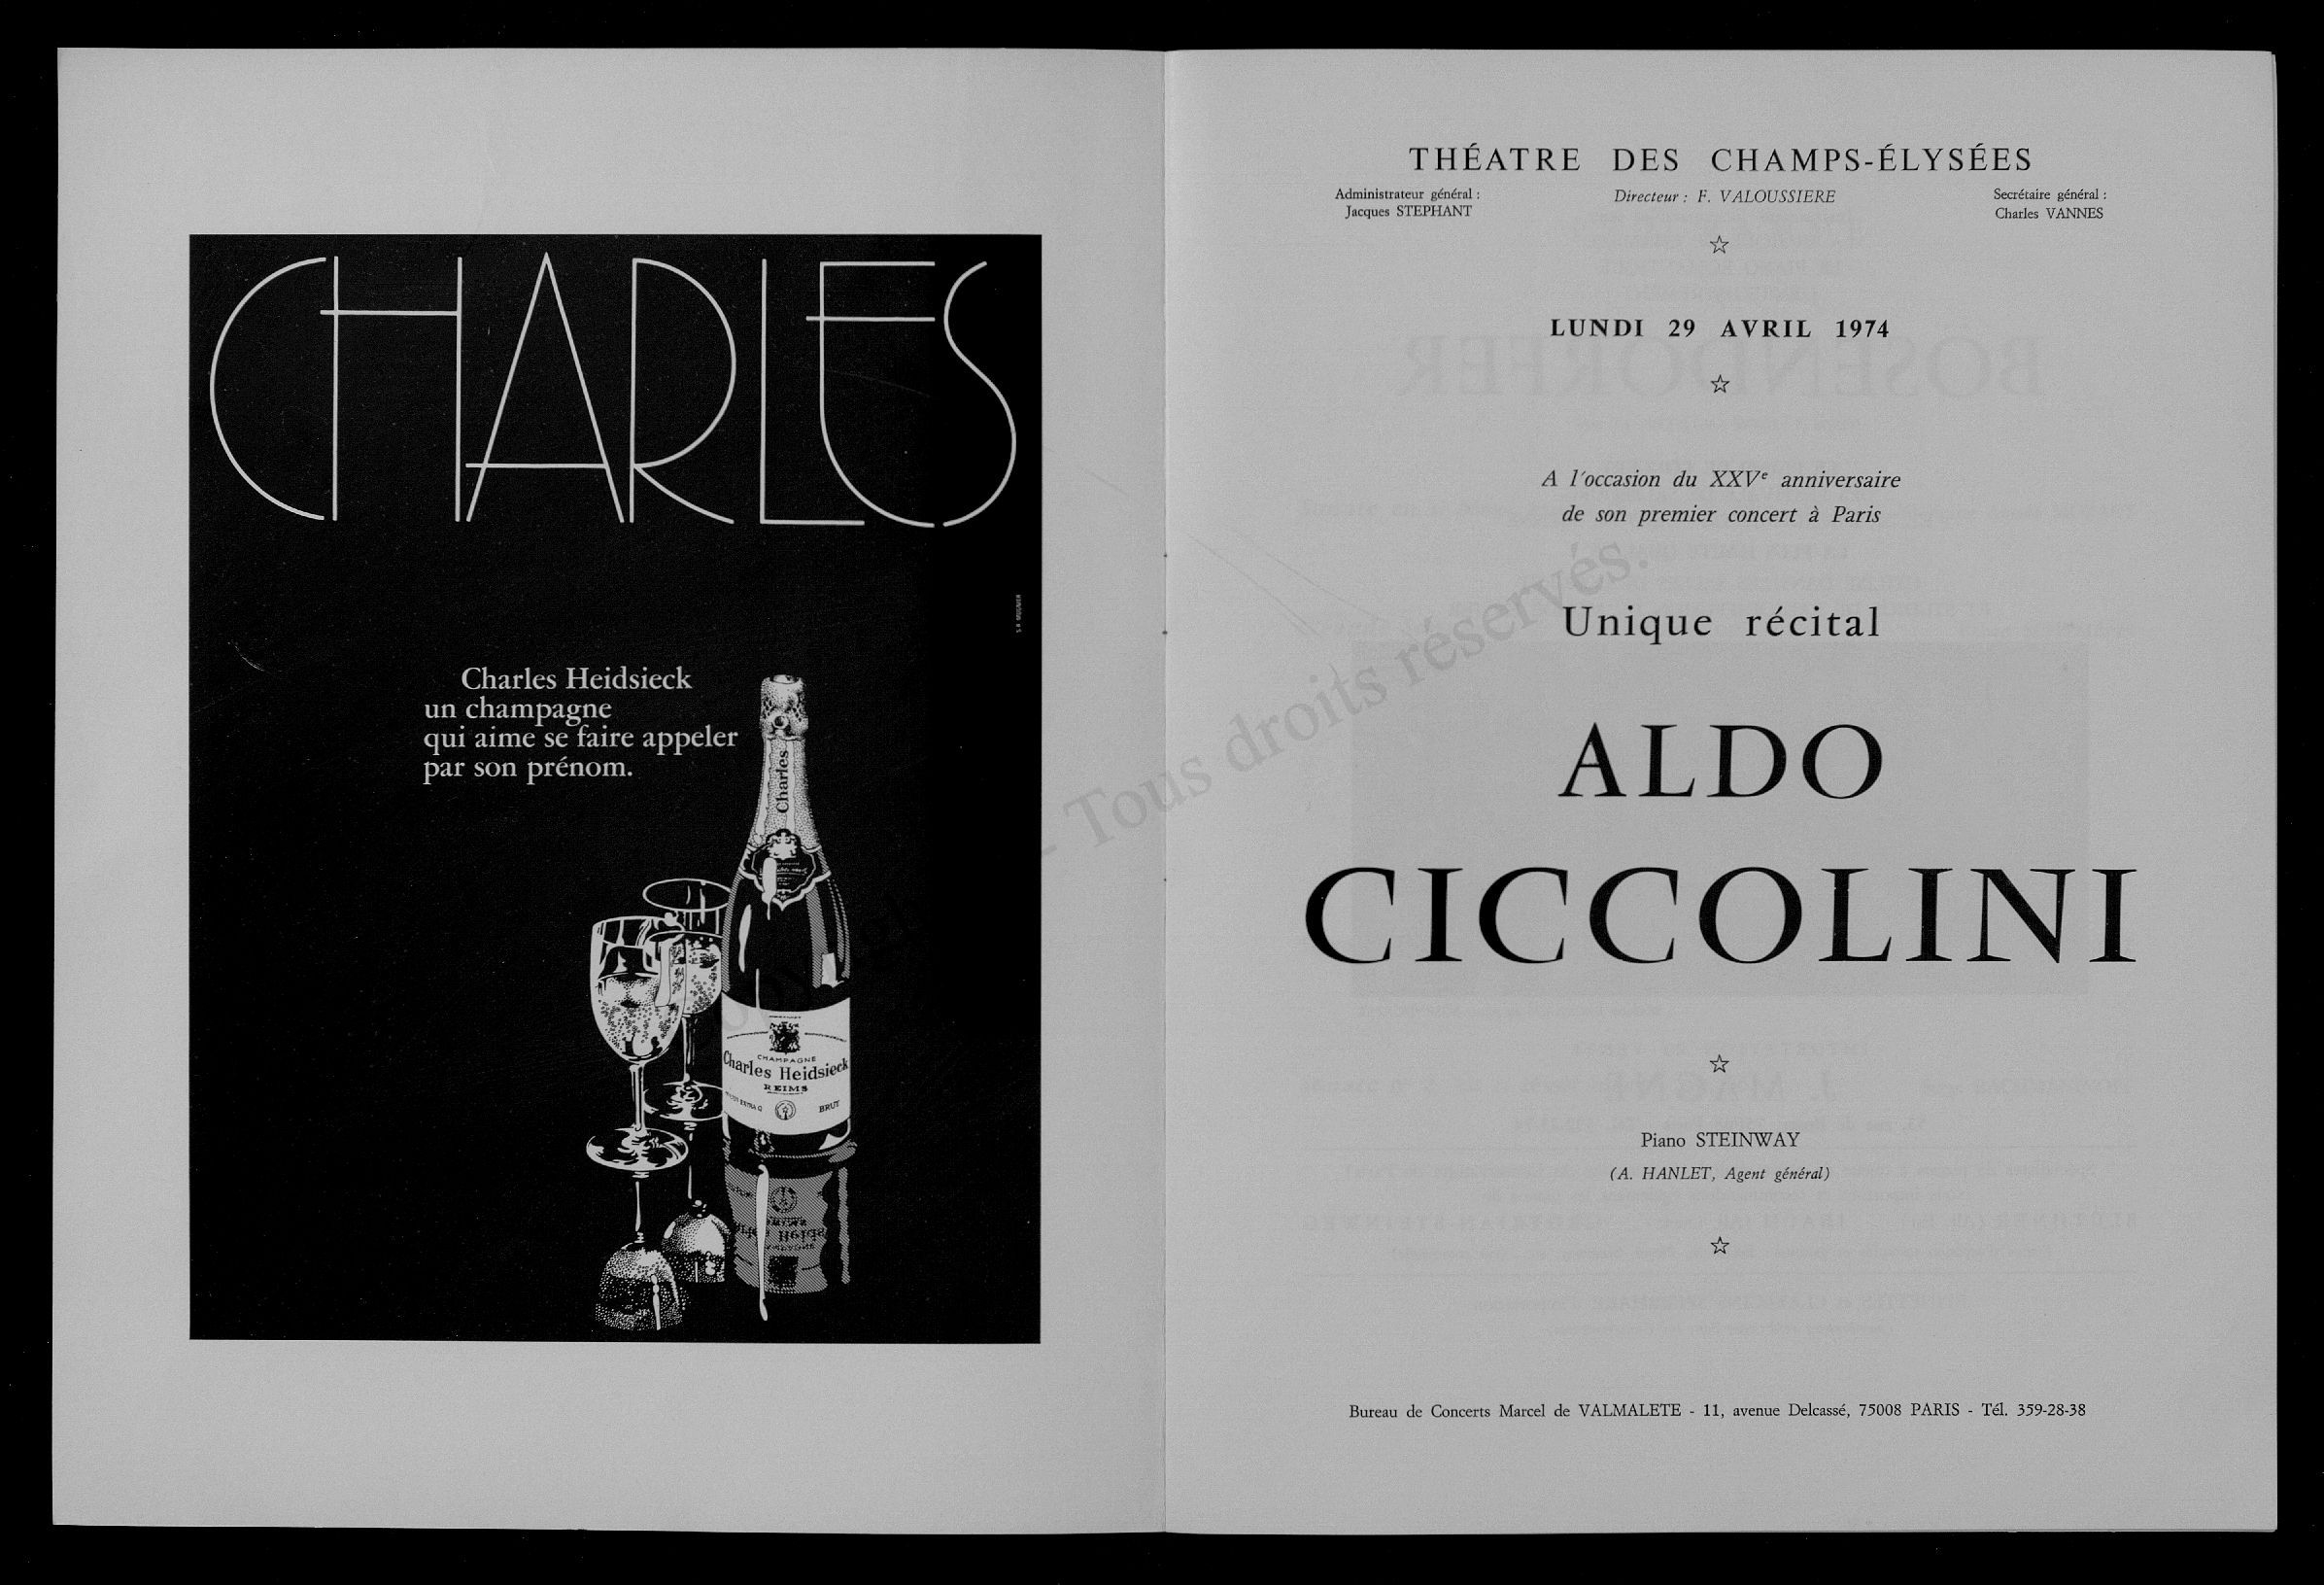 CHARLES
S.R. MEUNIER
Charles Heidsieck
un champagne
qui aime se faire appeler
par son prénom.
Charles
CHAMPAGNE
Charles Heidsieck
REIMS
BRUT
THÉATRE DES CHAMPS-ÉLYSÉES
Administrateur général :
Jacques STEPHANT
Directeur : F. VALOUSSIERE
Secrétaire général :
Charles VANNES
LUNDI 29 AVRIL 1974
A l'occasion du XXVe anniversaire
de son premier concert à Paris
Unique récital
ALDO
CICCOLINI
Piano STEINWAY
(A. HANLET, Agent général)
Bureau de Concerts Marcel de VALMALETE - 11, avenue Delcassé, 75008 PARIS - Tél. 359-28-38
- Tous droits réservés.